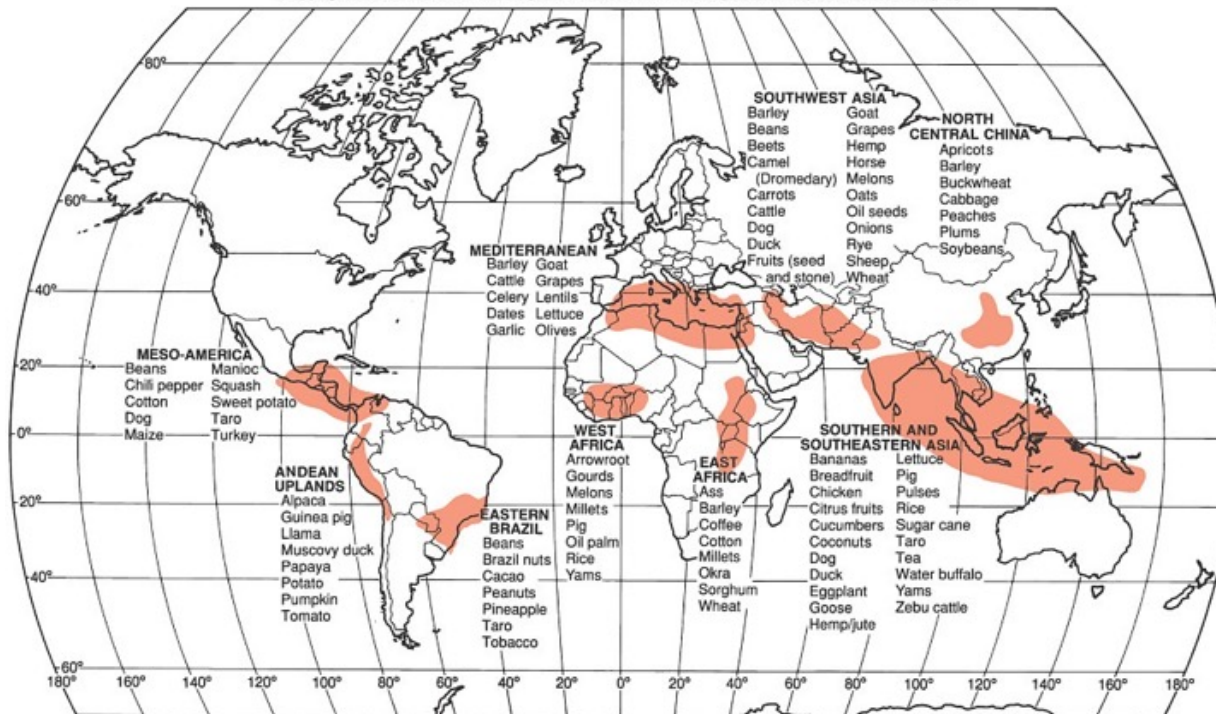 80°
60°
40°
20°
0°
20°
40°
60°
MESO-AMERICA
Beans
Chili pepper
Cotton
Dog
Maize
Manioc
Squash
Sweet potato
Taro
Turkey
ANDEAN
UPLANDS
Alpaca
Guinea pig
Llama
Muscovy duck
Papaya
Potato
Pumpkin
Tomato
EASTERN
BRAZIL
Beans
Brazil nuts
Cacao
Peanuts
Pineapple
Taro
Tobacco
MEDITERRANEAN
Barley
Cattle
Celery
Dates
Garlic
Goat
Grapes
Lentils
Lettuce
Olives
WEST
AFRICA
Arrowroot
Gourds
Melons
Millets
Pig
Oil palm
Rice
Yams
EAST
AFRICA
Ass
Barley
Coffee
Cotton
Millets
Okra
Sorghum
Wheat
SOUTHWEST ASIA
Barley
Beans
Beets
Camel
(Dromedary)
Carrots
Cattle
Dog
Duck
Fruits (seed
and stone)
Goat
Grapes
Hemp
Horse
Melons
Oats
Oil seeds
Onions
Rye
Sheep
Wheat
NORTH
CENTRAL CHINA
Apricots
Barley
Buckwheat
Cabbage
Peaches
Plums
Soybeans
SOUTHERN AND
SOUTHEASTERN ASIA
Bananas
Breadfruit
Chicken
Citrus fruits
Cucumbers
Coconuts
Dog
Duck
Eggplant
Goose
Hemp/jute
Lettuce
Pig
Pulses
Rice
Sugar cane
Taro
Tea
Water buffalo
Yams
Zebu cattle
180° 160° 140° 120° 100° 80° 60° 40° 20° 0° 20° 40° 60° 80° 100° 120° 140° 160° 180°